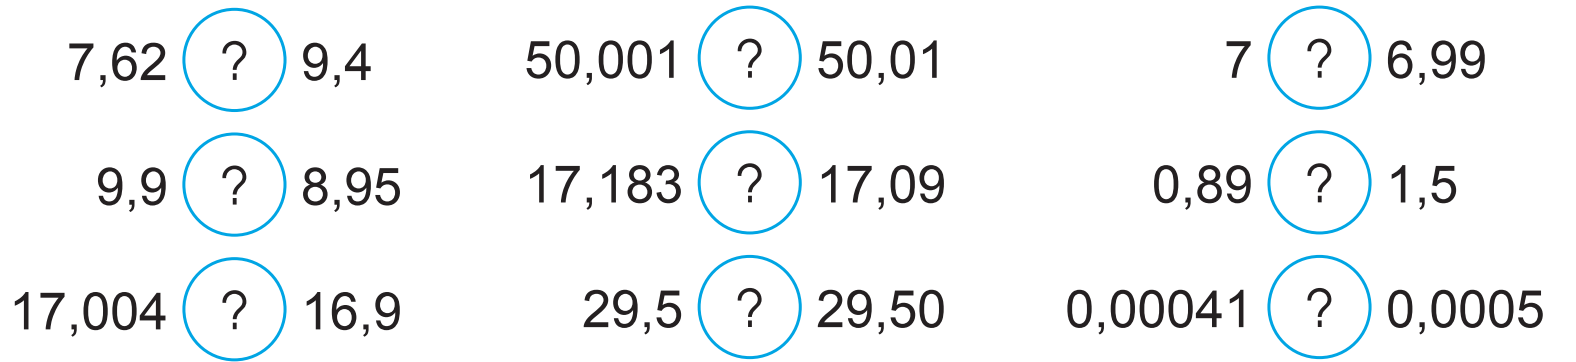 7,62 ? 9,4 50,001 ? 50,01 7 ? 6,99
9,9 ? 8,95 17,183 ? 17,09 0,89 ? 1,5
17,004 ? 16,9 29,5 ? 29,50 0,00041 ? 0,0005